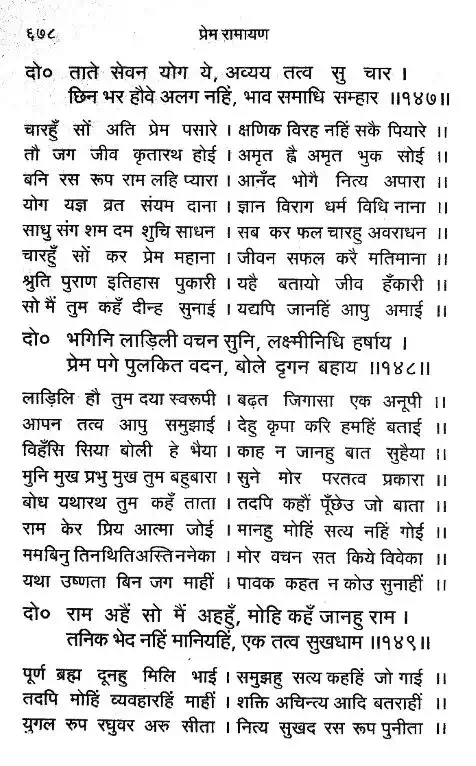 ६७८ प्रेम रामायण
दो० ताते सेवन योग ये, अव्यय तत्व सु चार ।
छिन भर हौवे अलग नहिं, भाव समाधि सम्हार ॥१४७॥
चारहुँ सों अति प्रेम पसारे । क्षणिक विरह नहिं सकै पियारे ॥
तौ जग जीव कृतारथ होई । अमृत ह्वै अमृत भुक सोई ॥
बनि रस रूप राम लहि प्यारा । आनँद भोगै नित्य अपारा ॥
योग यज्ञ व्रत संयम दाना । ज्ञान विराग धर्म विधि नाना ॥
साधु संग शम दम शुचि साधन । सब कर फल चारहु अवराधन ॥
चारहुँ सों कर प्रेम महाना । जीवन सफल करै मतिमाना ॥
श्रुति पुराण इतिहास पुकारी । यहै बतायो जीव हँकारी ॥
सो मैं तुम कहँ दीन्ह सुनाई । यद्यपि जानहिं आपु अमाई ॥
दो० भगिनि लाड़िली वचन सुनि, लक्ष्मीनिधि हर्षाय ।
प्रेम पगे पुलकित वदन, बोले दृगन बहाय ॥१४८॥
लाड़िलि हौ तुम दया स्वरूपी । बढ़त जिगासा एक अनूपी ॥
आपन तत्व आपु समुझाई । देहु कृपा करि हमहिं बताई ॥
विहँसि सिया बोली हे भैया । काह न जानहु बात सुहैया ॥
मुनि मुख प्रभु मुख तुम बहुबारा । सुने मोर परतत्व प्रकारा ॥
बोध यथारथ तुम कहँ ताता । तदपि कहौं पूँछेउ जो बाता ॥
राम केर प्रिय आत्मा जोई । मानहु मोहिं सत्य नहिं गोई ॥
ममबिनु तिनथिति अस्ति ननेका । मोर वचन सत किये विवेका ॥
यथा उष्णता बिन जग माहीं । पावक कहत न कोउ सुनाहीं ॥
दो० राम अहैं सो मैं अहहुँ, मोहि कहँ जानहु राम ।
तनिक भेद नहिं मानियहिं, एक तत्व सुखधाम ॥१४९॥
पूर्ण ब्रह्म दूनहु मिलि भाई । समुझहु सत्य कहहिं जो गाई ॥
तदपि मोहिं व्यवहारहिं माहीं । शक्ति अचिन्त्य आदि बतराहीं ॥
युगल रुप रघुवर अरु सीता । नित्य सुखद रस रूप पुनीता ॥